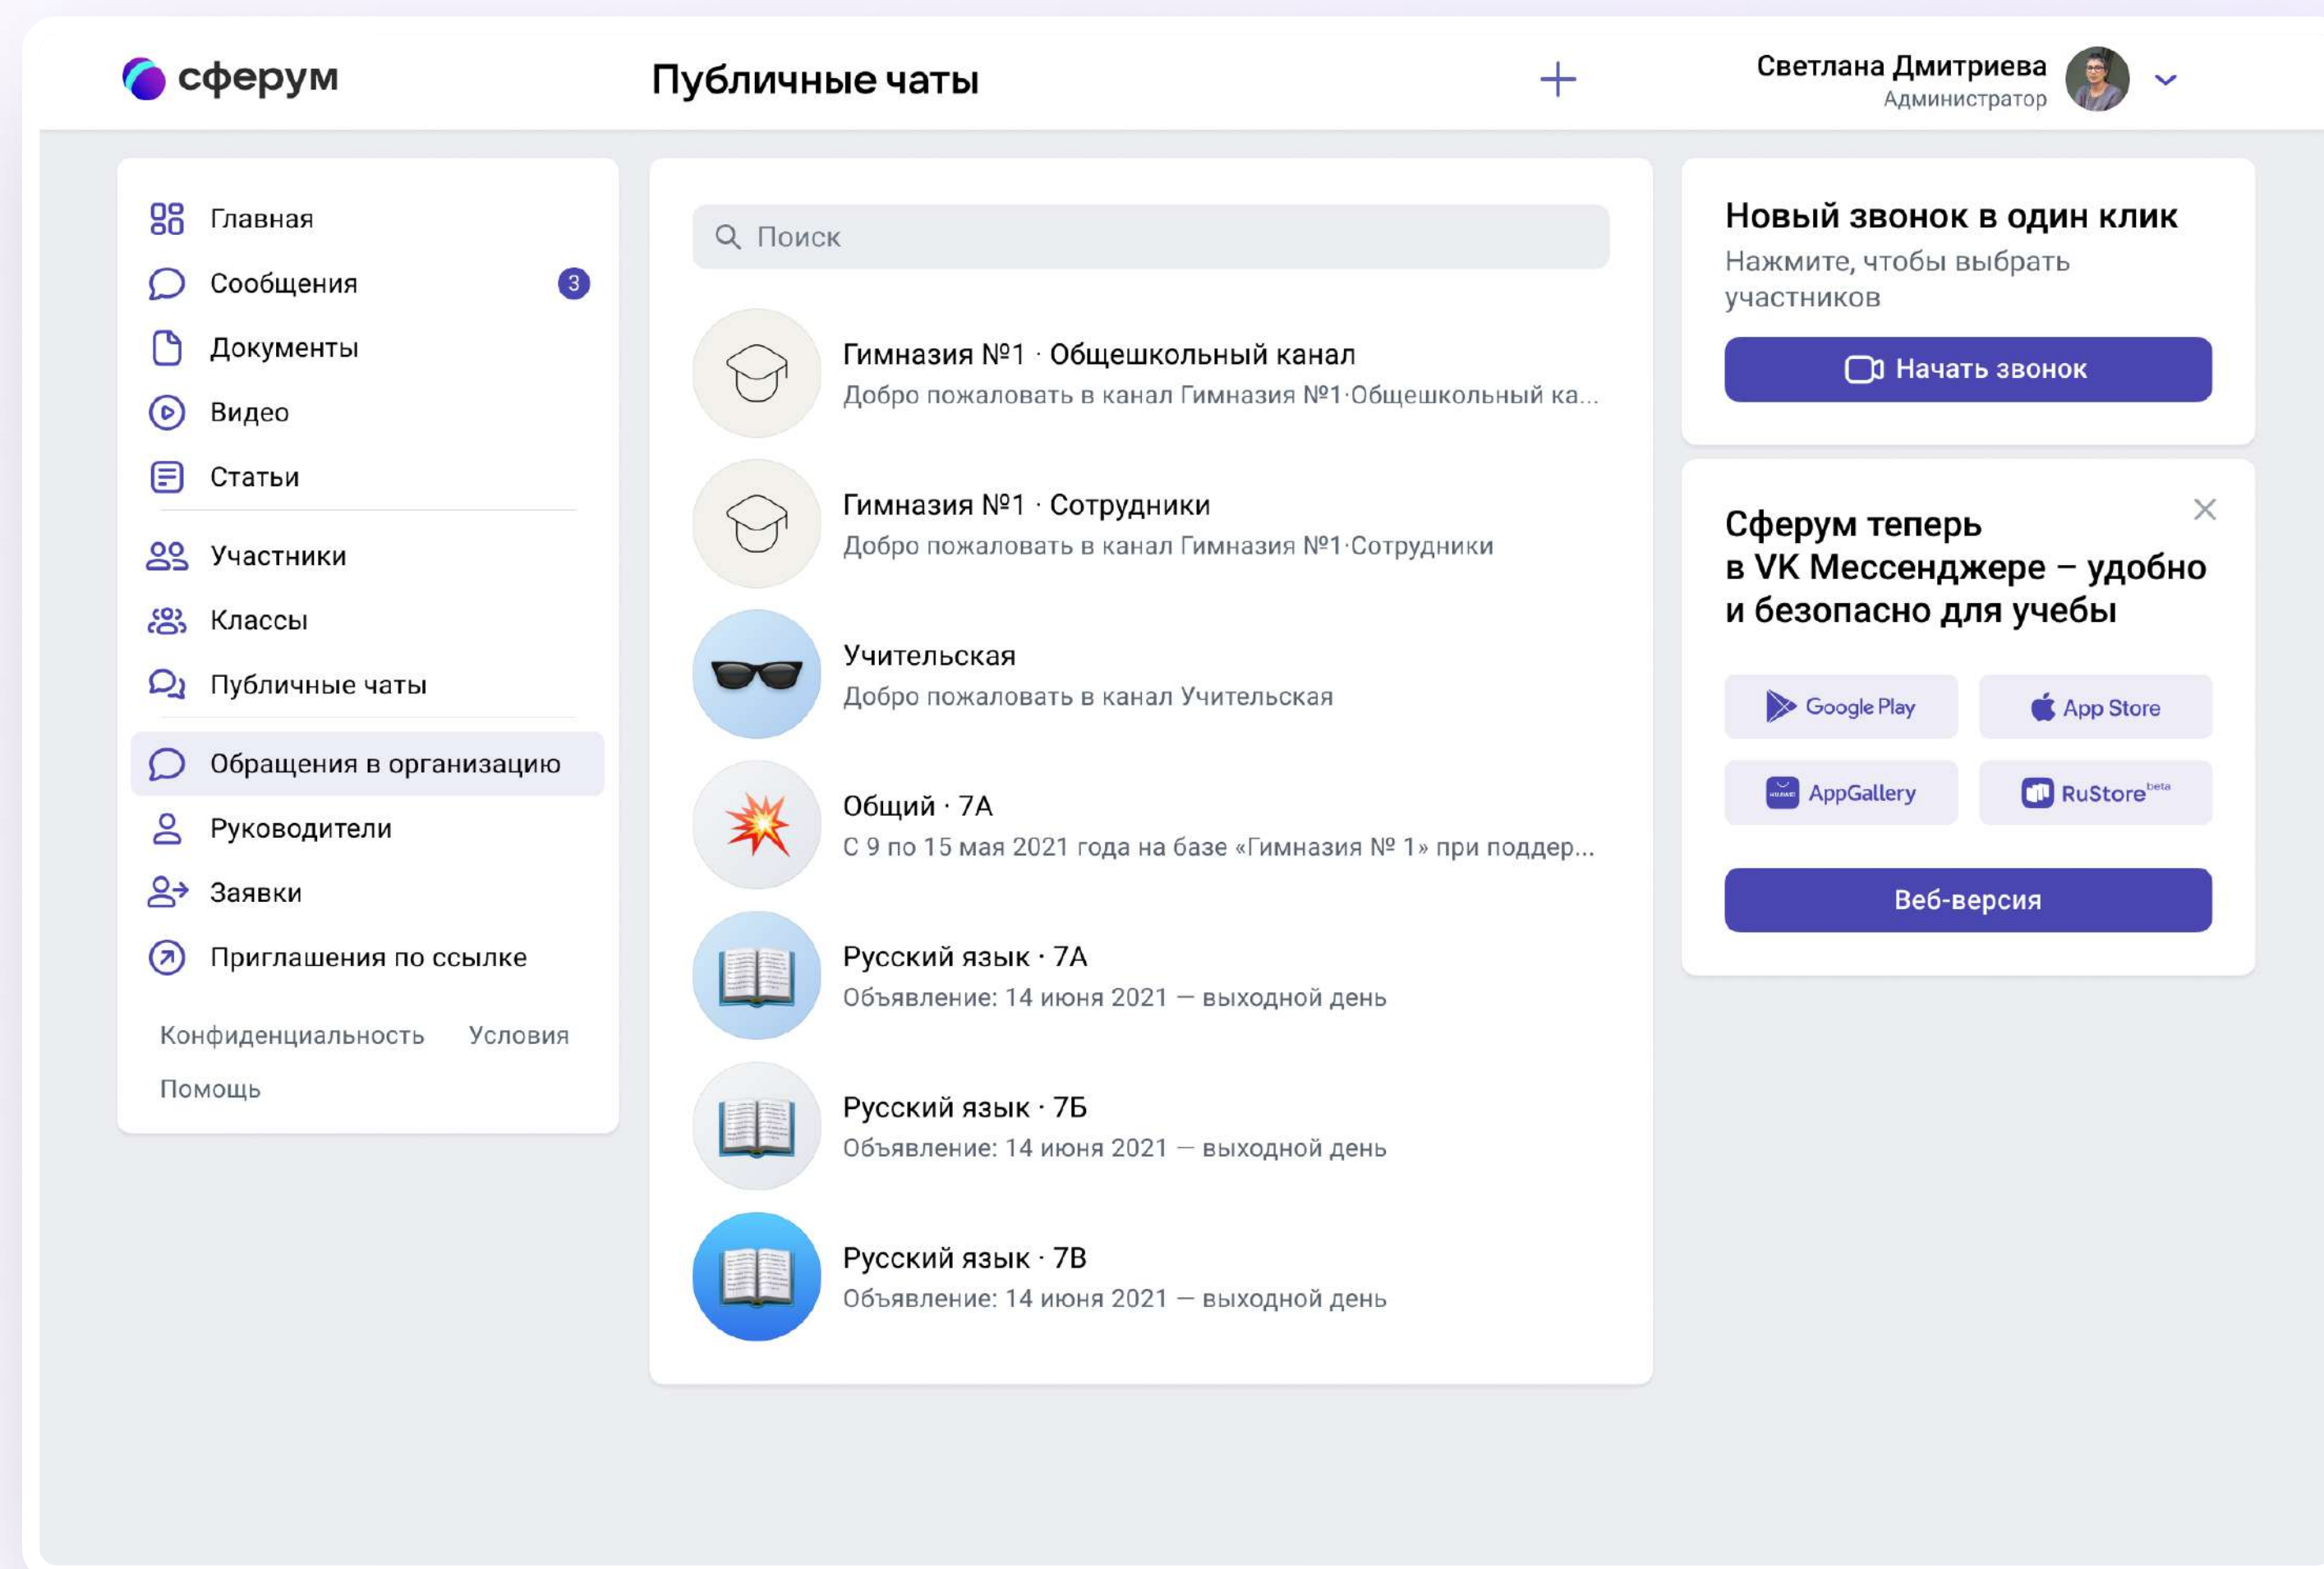 сферум
Публичные чаты
Светлана Дмитриева
Администратор
Главная
Сообщения
3
Документы
Видео
Статьи
Участники
Классы
Публичные чаты
Обращения в организацию
Руководители
Заявки
Приглашения по ссылке
Конфиденциальность Условия
Помощь
Поиск
Гимназия №1 · Общешкольный канал
Добро пожаловать в канал Гимназия №1·Общешкольный ка...
Гимназия №1 · Сотрудники
Добро пожаловать в канал Гимназия №1·Сотрудники
Учительская
Добро пожаловать в канал Учительская
Общий · 7А
С 9 по 15 мая 2021 года на базе «Гимназия № 1» при поддер...
Русский язык · 7А
Объявление: 14 июня 2021 — выходной день
Русский язык · 7Б
Объявление: 14 июня 2021 — выходной день
Русский язык · 7В
Объявление: 14 июня 2021 — выходной день
Новый звонок в один клик
Нажмите, чтобы выбрать
участников
Начать звонок
Сферум теперь
в VK Мессенджере – удобно
и безопасно для учебы
Google Play
App Store
HUAWEI AppGallery
RuStore beta
Веб-версия